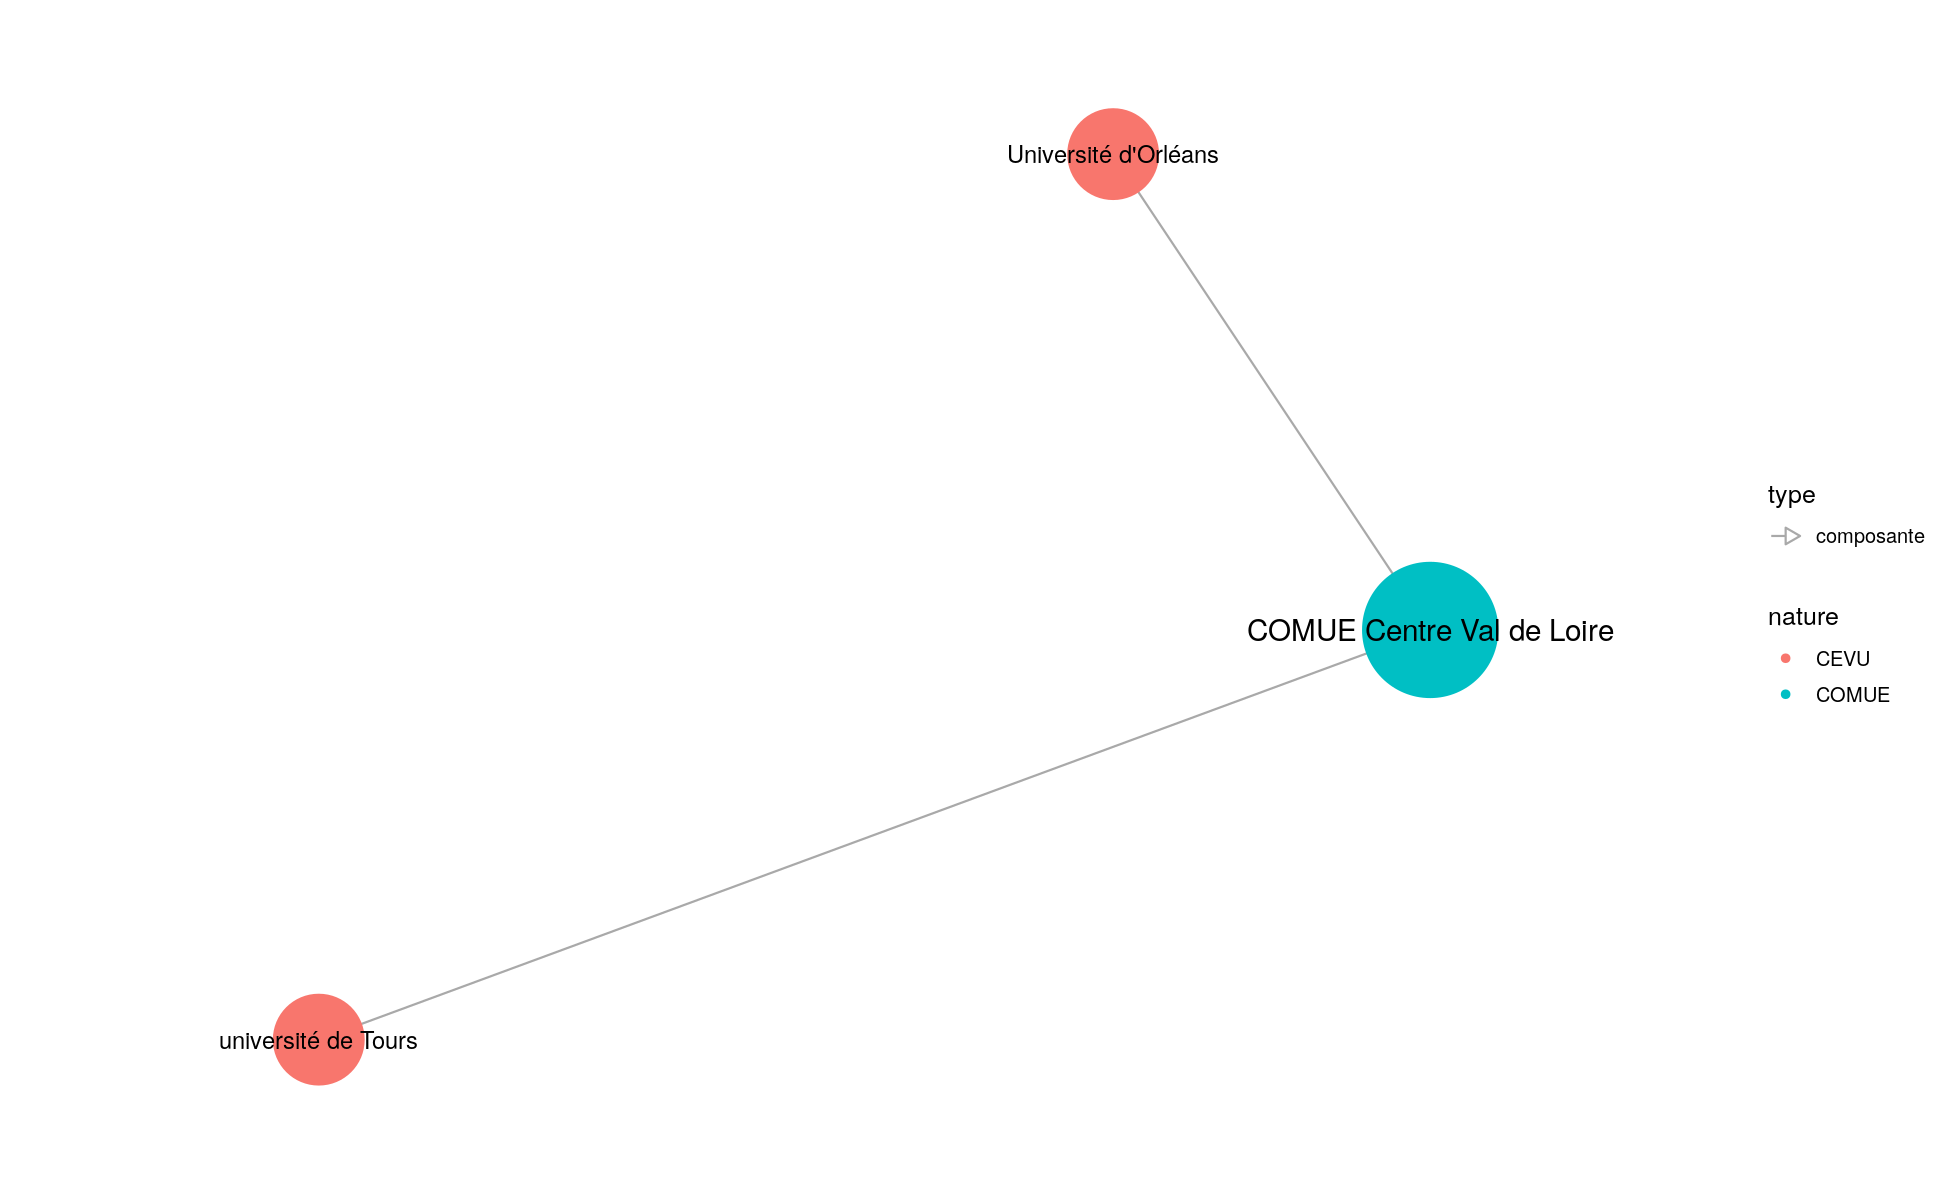 Université d'Orléans
type
composante
nature
COMUE Centre Val de Loire
CEVU
COMUE
université de Tours